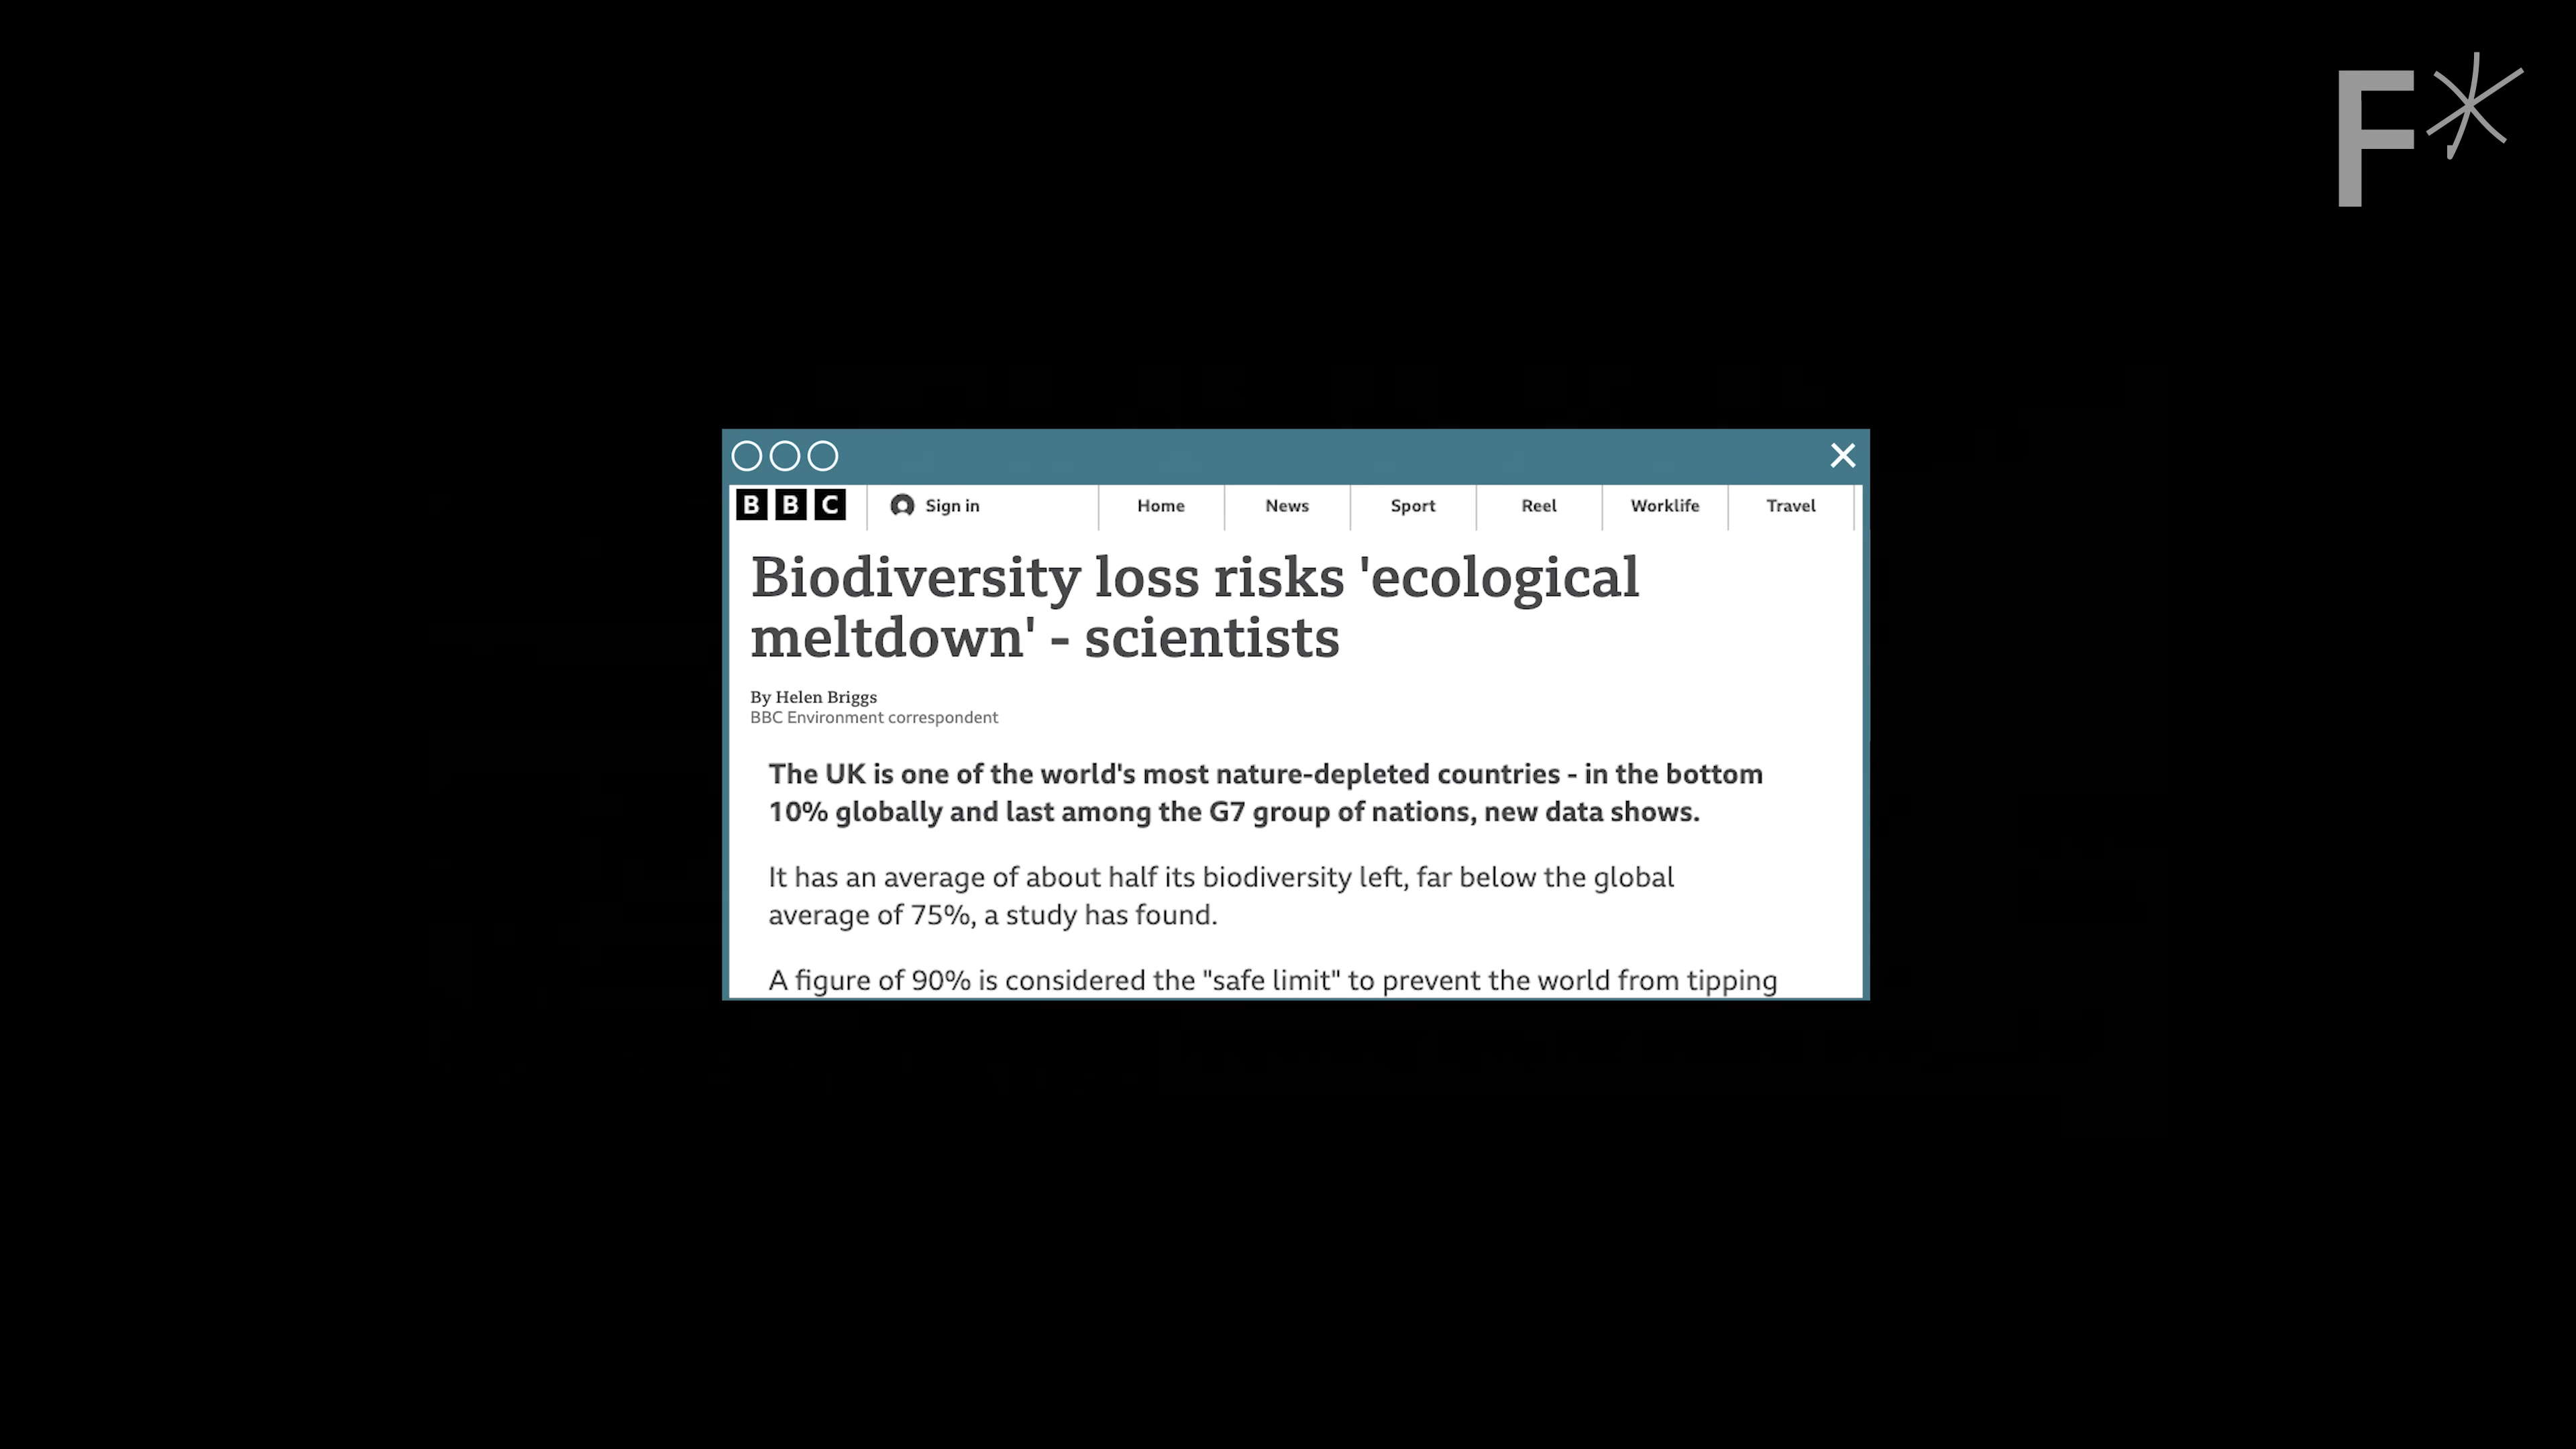 F*
BBC
Sign in
Home
News
Sport
Reel
Worklife
Travel
Biodiversity loss risks 'ecological
meltdown' - scientists
By Helen Briggs
BBC Environment correspondent
The UK is one of the world's most nature-depleted countries - in the bottom
10% globally and last among the G7 group of nations, new data shows.
It has an average of about half its biodiversity left, far below the global
average of 75%, a study has found.
A figure of 90% is considered the "safe limit" to prevent the world from tipping